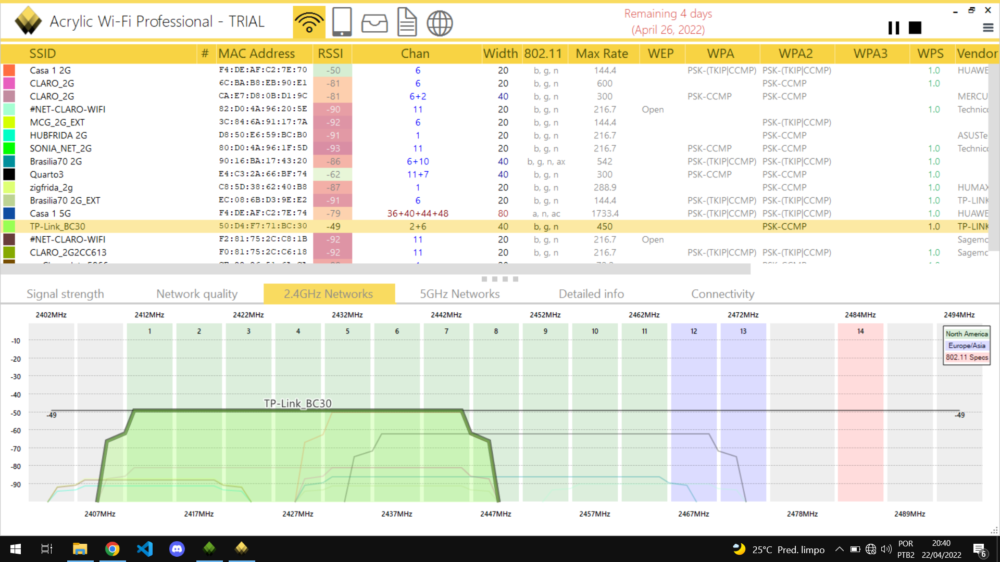 Acrylic Wi-Fi Professional - TRIAL
Remaining 4 days
(April 26, 2022)
SSID # MAC Address RSSI Chan Width 802.11 Max Rate WEP WPA WPA2 WPA3 WPS Vendor
Casa 1 2G F4:DE:AF:C2:7E:70 -50 6 20 b, g, n 144.4 PSK-(TKIP|CCMP) PSK-(TKIP|CCMP) 1.0 HUAWE
CLARO_2G 6C:BA:B8:EB:90:E1 -81 6 20 b, g, n 600 PSK-CCMP 1.0
CLARO_2G CA:E7:D8:0B:D1:9C -81 6+2 40 b, g, n 300 PSK-CCMP PSK-CCMP MERCU
#NET-CLARO-WIFI 82:D0:4A:96:20:5E -90 11 20 b, g, n 216.7 Open 1.0 Technico
MCG_2G_EXT 3C:84:6A:91:17:7A -92 6 20 b, g, n 144.4 PSK-(TKIP|CCMP)
HUBFRIDA 2G D8:50:E6:59:BC:B0 -91 1 20 b, g, n 216.7 PSK-CCMP ASUSTe
SONIA_NET_2G 80:D0:4A:96:1F:5D -93 11 20 b, g, n 216.7 PSK-CCMP PSK-CCMP 1.0 Technico
Brasilia70 2G 90:16:BA:17:43:20 -86 6+10 40 b, g, n, ax 542 PSK-(TKIP|CCMP) PSK-(TKIP|CCMP) 1.0
Quarto3 E4:C3:2A:66:BF:74 -62 11+7 40 b, g, n 300 PSK-CCMP PSK-CCMP 1.0
zigfrida_2g C8:5D:38:62:40:B8 -87 1 20 b, g, n 288.9 PSK-CCMP 1.0 HUMAX
Brasilia70 2G_EXT EC:08:6B:D3:9E:E2 -91 6 20 b, g, n 144.4 PSK-(TKIP|CCMP) PSK-(TKIP|CCMP) 1.0 TP-LINK
Casa 1 5G F4:DE:AF:C2:7E:74 -79 36+40+44+48 80 a, n, ac 1733.4 PSK-(TKIP|CCMP) PSK-(TKIP|CCMP) 1.0 HUAWE
TP-Link_BC30 50:D4:F7:71:BC:30 -49 2+6 40 b, g, n 450 PSK-CCMP 1.0 TP-LINK
#NET-CLARO-WIFI F2:81:75:2C:C8:1B -92 11 20 b, g, n 216.7 Open Sagemc
CLARO_2G2CC613 F0:81:75:2C:C6:18 -92 11 20 b, g, n 216.7 PSK-(TKIP|CCMP) PSK-(TKIP|CCMP) 1.0 Sagemc
Signal strength Network quality 2.4GHz Networks 5GHz Networks Detailed info Connectivity
2402MHz 2412MHz 2422MHz 2432MHz 2442MHz 2452MHz 2462MHz 2472MHz 2484MHz 2494MHz
1 2 3 4 5 6 7 8 9 10 11 12 13 14
North America
Europe/Asia
802.11 Specs
-10
-20
-30
-40
TP-Link_BC30
-50 -49 -49
-60
-70
-80
-90
2407MHz 2417MHz 2427MHz 2437MHz 2447MHz 2457MHz 2467MHz 2478MHz 2489MHz
25°C Pred. limpo
POR
PTB2
20:40
22/04/2022
6